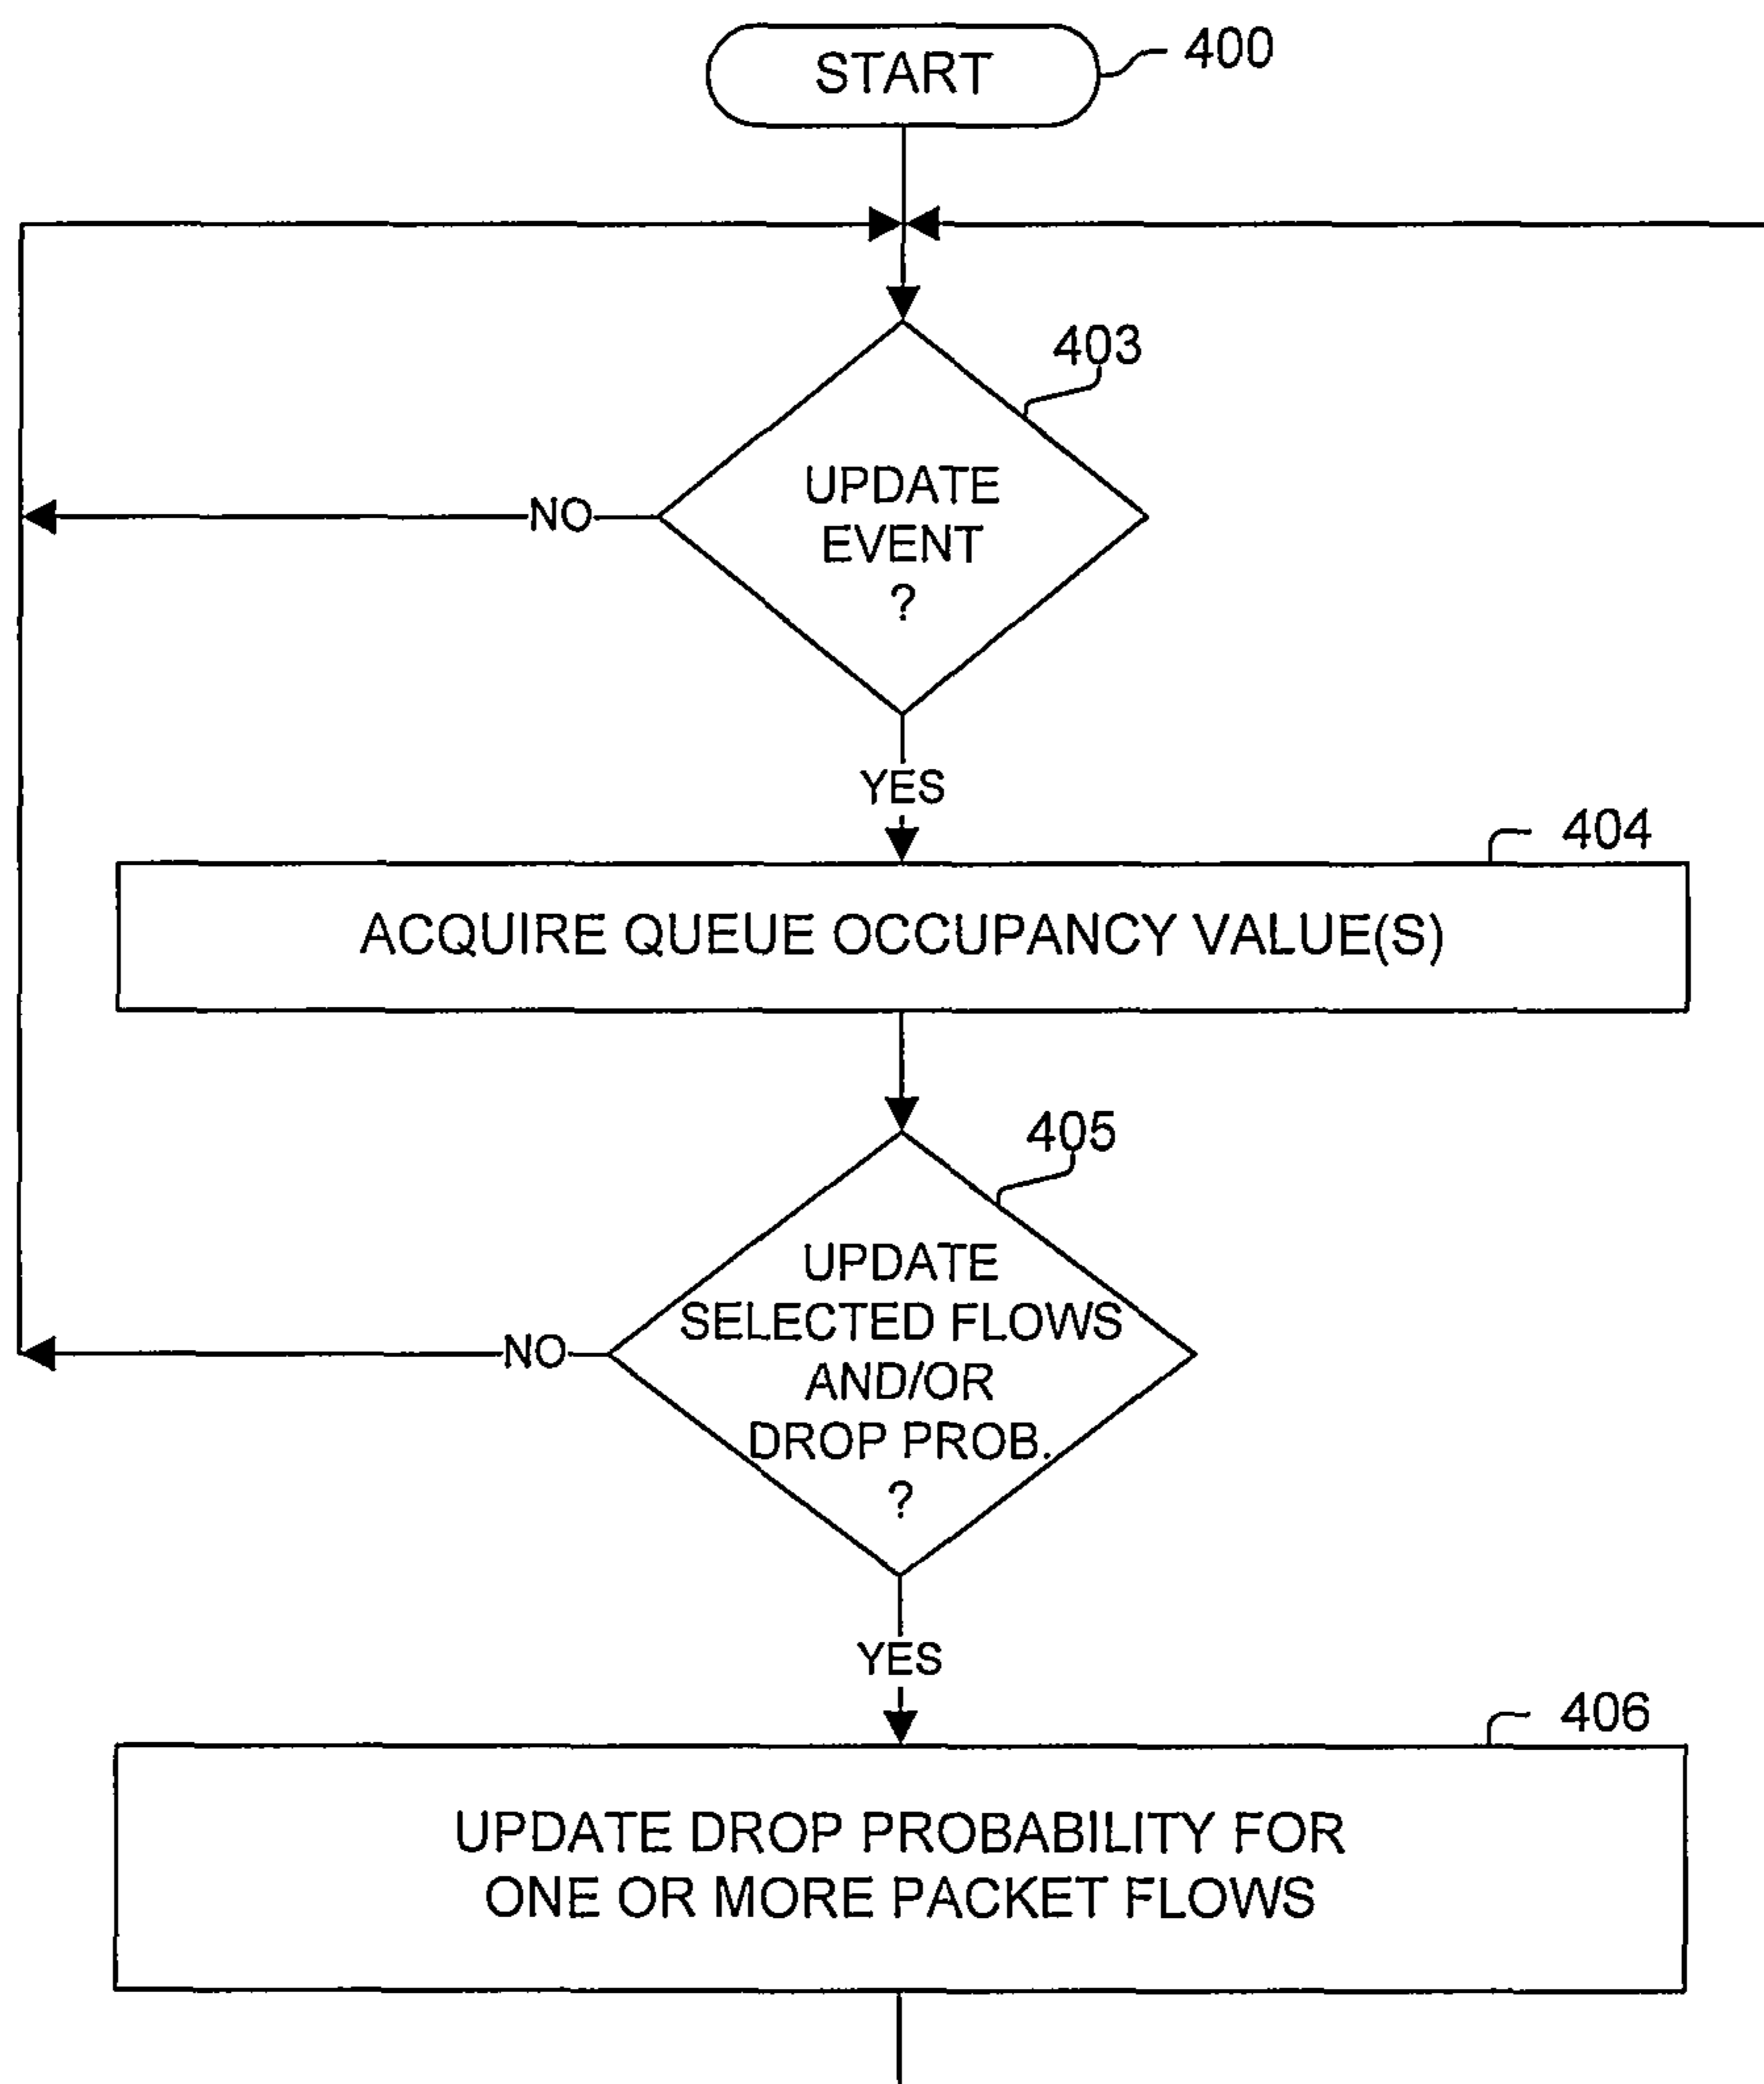 START
400
403
UPDATE
EVENT
?
NO
YES
404
ACQUIRE QUEUE OCCUPANCY VALUE(S)
405
UPDATE
SELECTED FLOWS
AND/OR
DROP PROB.
?
NO
YES
406
UPDATE DROP PROBABILITY FOR
ONE OR MORE PACKET FLOWS